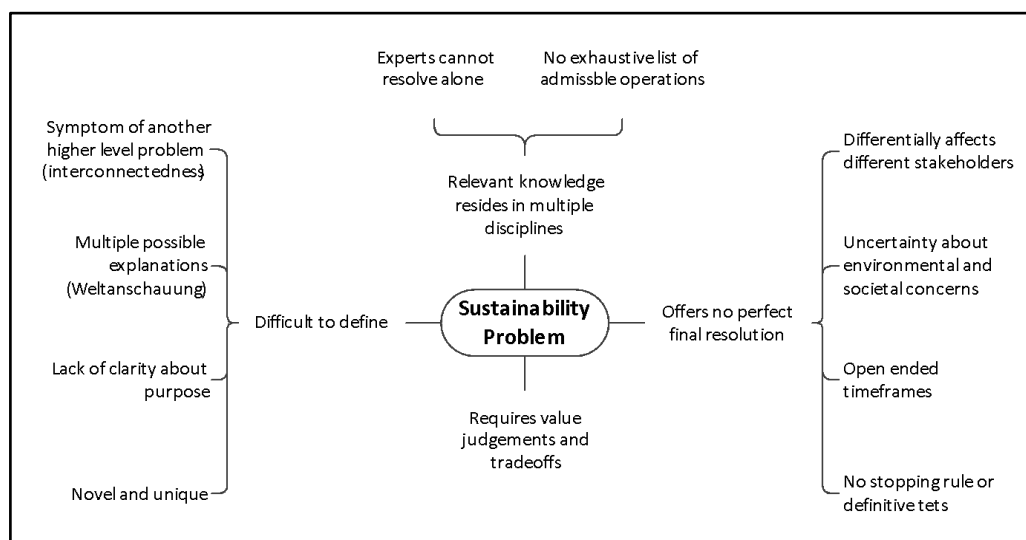 Experts cannot
resolve alone
No exhaustive list of
admissble operations
Symptom of another
higher level problem
(interconnectedness)
Differentially affects
different stakeholders
Relevant knowledge
resides in multiple
disciplines
Multiple possible
explanations
(Weltanschauung)
Uncertainty about
environmental and
societal concerns
Difficult to define
Sustainability
Problem
Offers no perfect
final resolution
Lack of clarity about
purpose
Open ended
timeframes
Requires value
judgements and
tradeoffs
Novel and unique
No stopping rule or
definitive tets